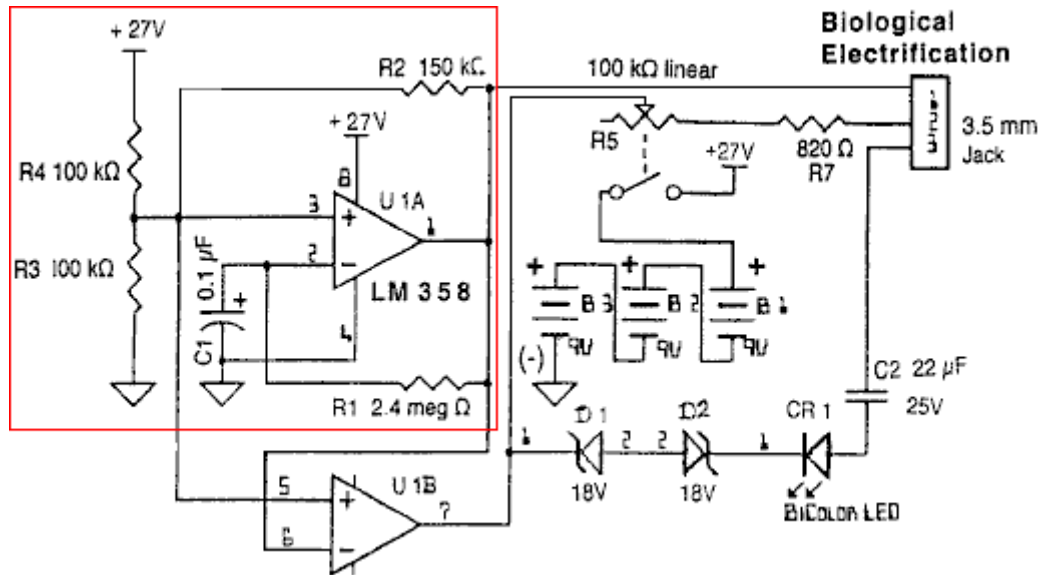 Biological
Electrification
+ 27V
R2 150 kΩ
100 kΩ linear
+ 27V
R5
+27V
1
2
3
3.5 mm
Jack
820 Ω
R7
R4 100 kΩ
8
U 1A
3
+
1
2
-
LM 358
R3 100 kΩ
C1 0.1 µF
+
4
+
+
+
B 3
B 2
B 1
9V
9V
9V
(-)
R1 2.4 meg Ω
C2 22 µF
25V
D1
D2
CR 1
1
2
2
1
18V
18V
BiColor LED
U 1B
5
+
7
6
-